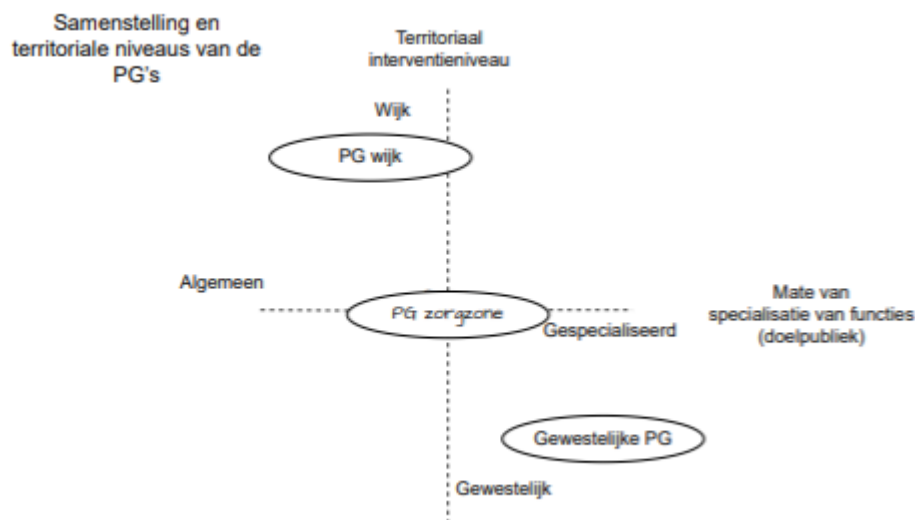 Samenstelling en
territoriale niveaus van de
PG's
Territoriaal
interventieniveau
Wijk
PG wijk
Algemeen
PG zorgzone
Gespecialiseerd
Mate van
specialisatie van functies
(doelpubliek)
Gewestelijke PG
Gewestelijk